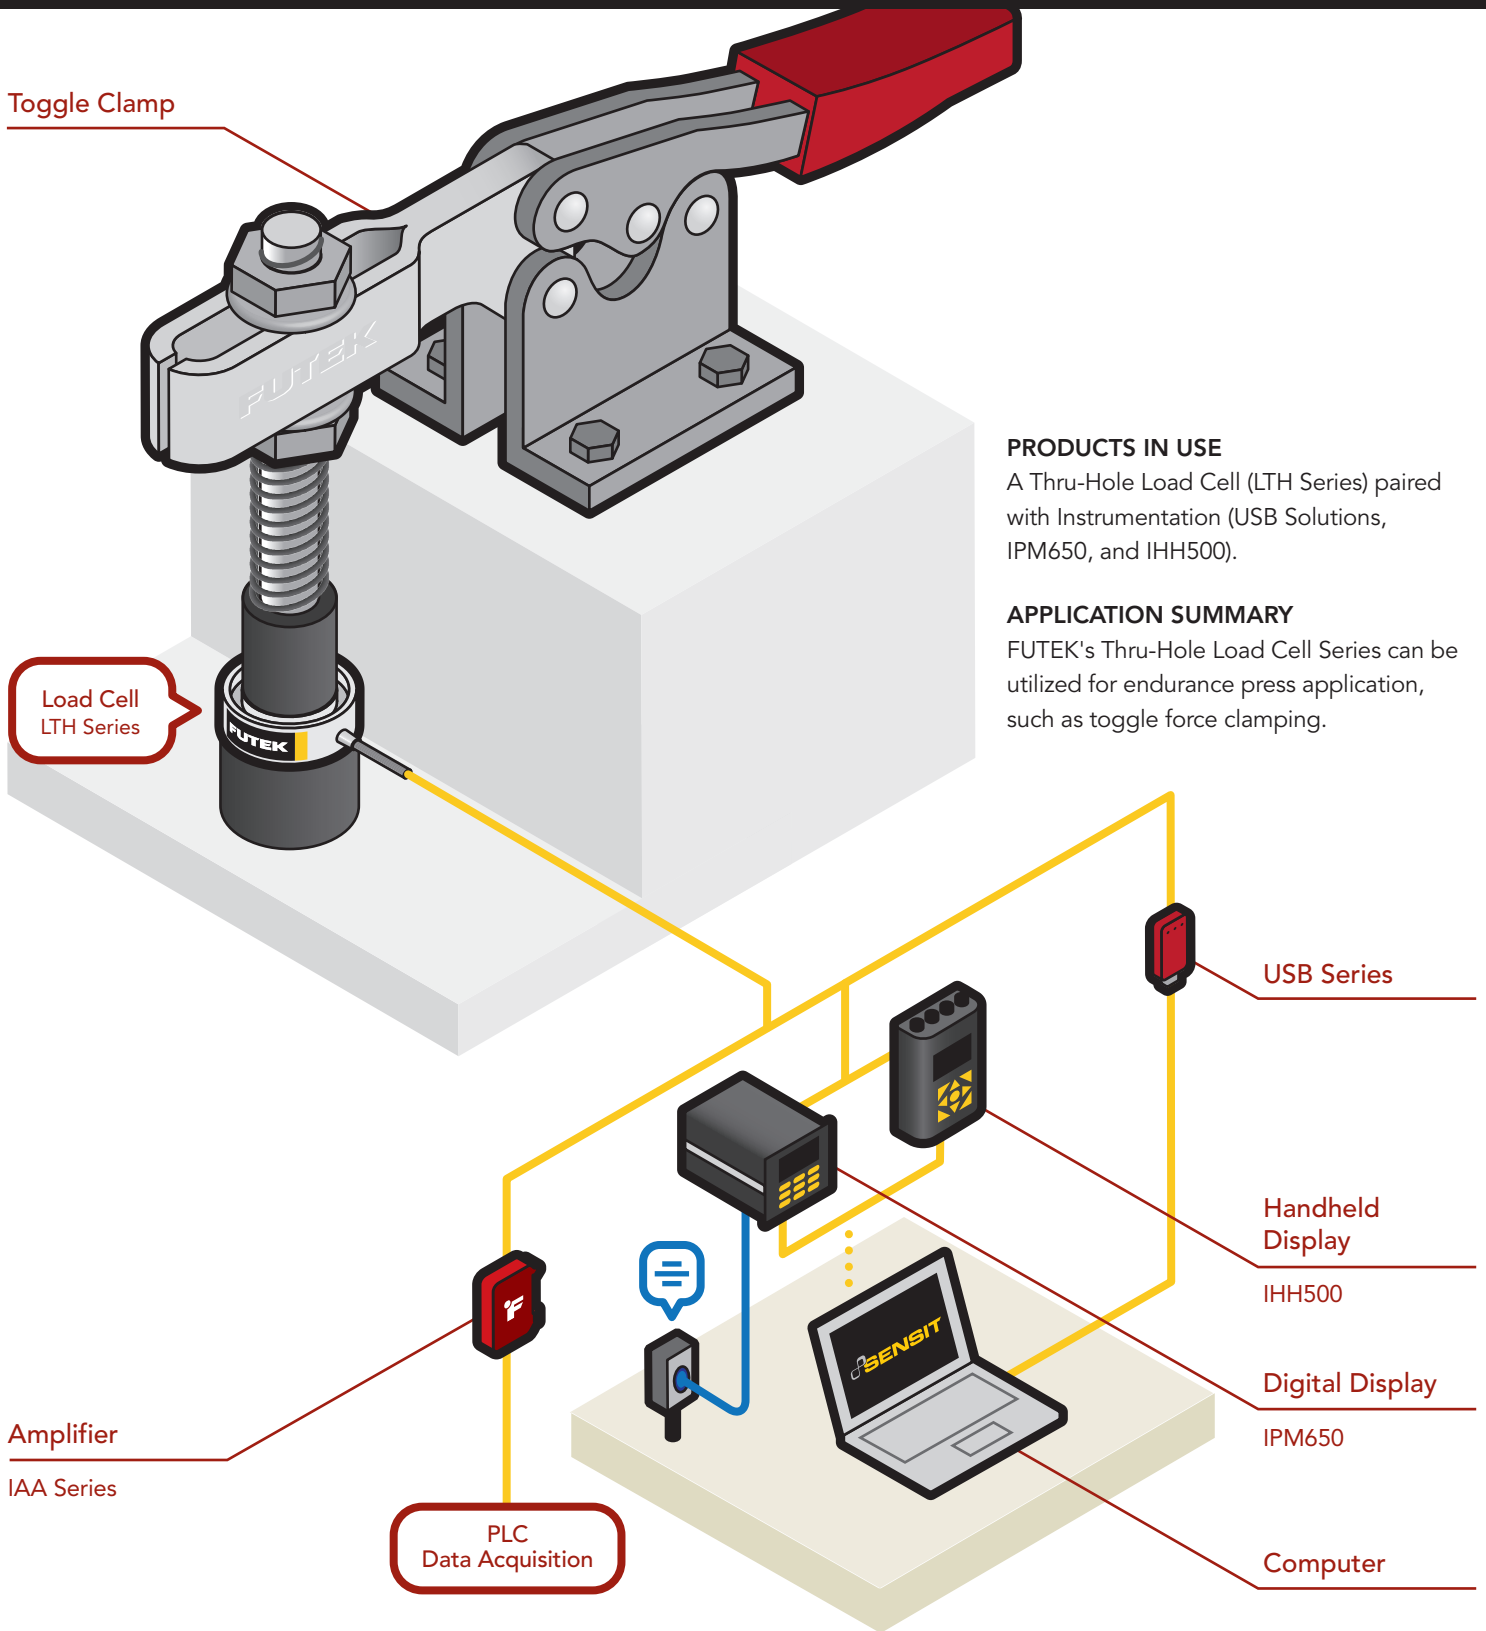 Toggle Clamp
FUTEK
PRODUCTS IN USE
A Thru-Hole Load Cell (LTH Series) paired
with Instrumentation (USB Solutions,
IPM650, and IHH500).
APPLICATION SUMMARY
FUTEK's Thru-Hole Load Cell Series can be
utilized for endurance press application,
such as toggle force clamping.
Load Cell
LTH Series
FUTEK
USB Series
Handheld
Display
IHH500
F
SENSIT
Digital Display
IPM650
Amplifier
IAA Series
PLC
Data Acquisition
Computer